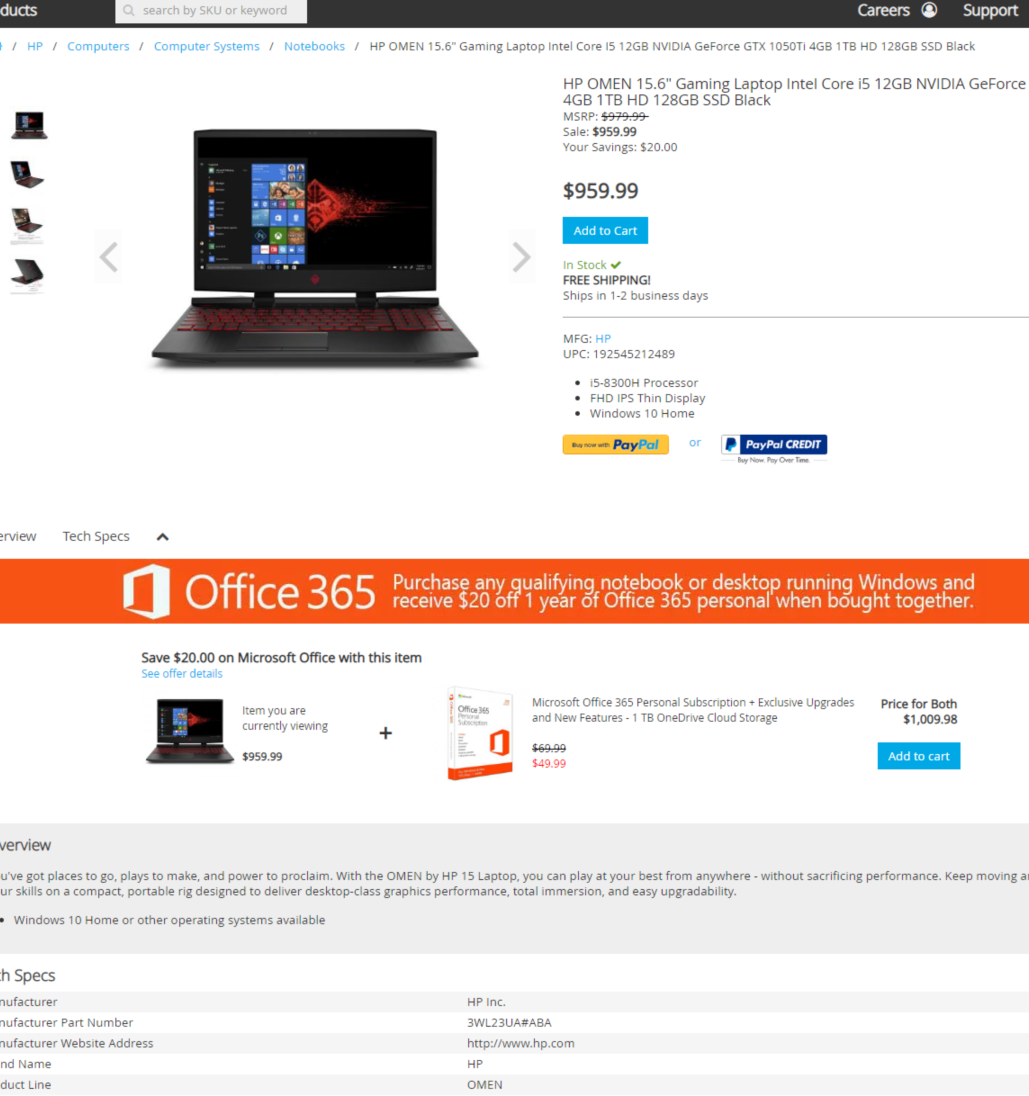 ducts
search by SKU or keyword
Careers
Support
/ HP / Computers / Computer Systems / Notebooks / HP OMEN 15.6" Gaming Laptop Intel Core I5 12GB NVIDIA GeForce GTX 1050Ti 4GB 1TB HD 128GB SSD Black
HP OMEN 15.6" Gaming Laptop Intel Core i5 12GB NVIDIA GeForce
4GB 1TB HD 128GB SSD Black
MSRP: $979.99
Sale: $959.99
Your Savings: $20.00
$959.99
Add to Cart
In Stock
FREE SHIPPING!
Ships in 1-2 business days
MFG: HP
UPC: 192545212489
• i5-8300H Processor
• FHD IPS Thin Display
• Windows 10 Home
Buy now with PayPal
or
PayPal CREDIT
Buy Now. Pay Over Time.
erview
Tech Specs
Office 365
Purchase any qualifying notebook or desktop running Windows and
receive $20 off 1 year of Office 365 personal when bought together.
Save $20.00 on Microsoft Office with this item
See offer details
Item you are
currently viewing
$959.99
+
Office 365
Personal
Subscription
Microsoft Office 365 Personal Subscription + Exclusive Upgrades
and New Features - 1 TB OneDrive Cloud Storage
$69.99
$49.99
Price for Both
$1,009.98
Add to cart
verview
u've got places to go, plays to make, and power to proclaim. With the OMEN by HP 15 Laptop, you can play at your best from anywhere - without sacrificing performance. Keep moving a
ur skills on a compact, portable rig designed to deliver desktop-class graphics performance, total immersion, and easy upgradability.
• Windows 10 Home or other operating systems available
ch Specs
nufacturer HP Inc.
nufacturer Part Number 3WL23UA#ABA
nufacturer Website Address http://www.hp.com
nd Name HP
duct Line OMEN